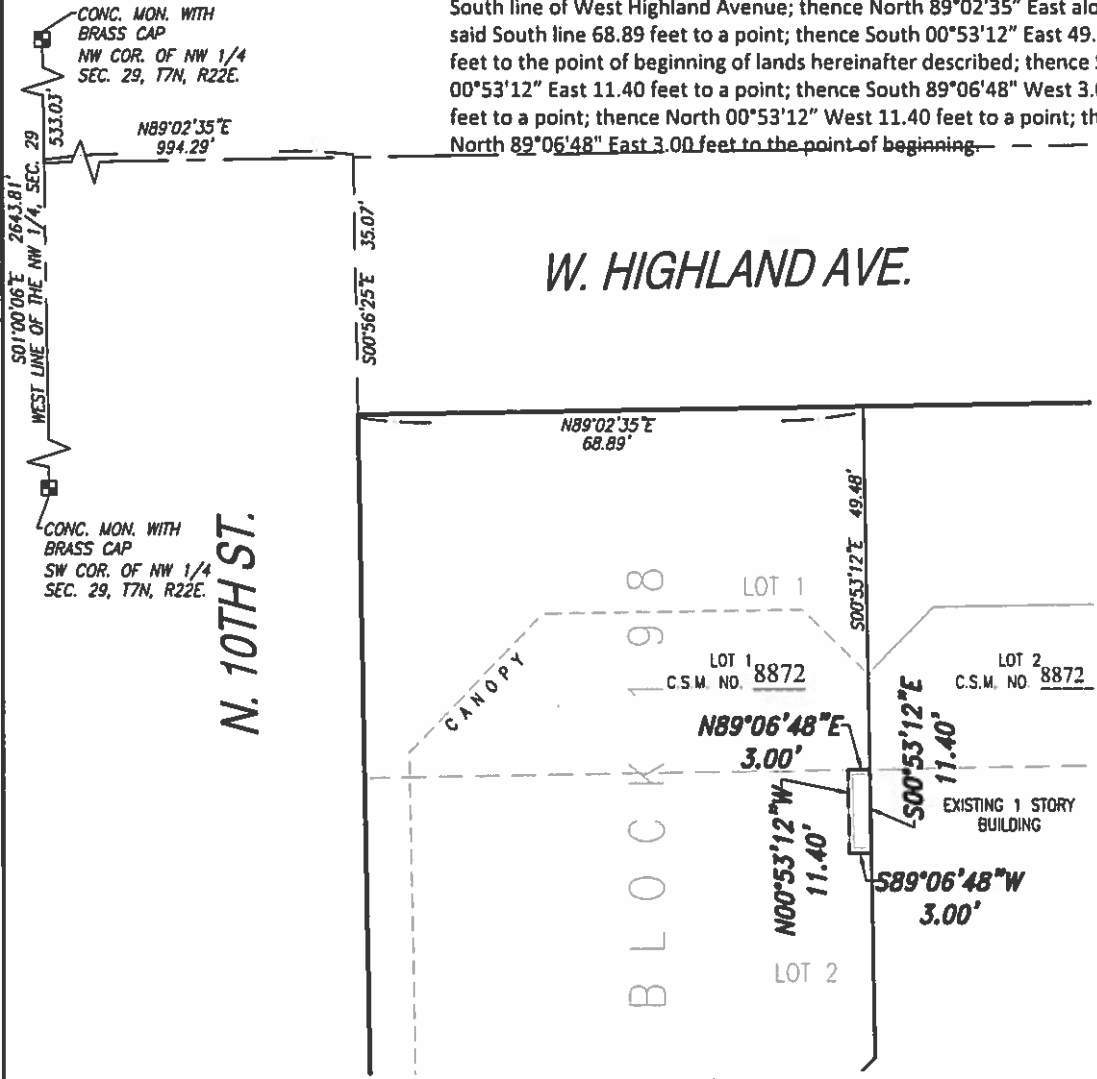 South line of West Highland Avenue; thence North 89°02'35" East
said South line 68.89 feet to a point; thence South 00°53'12" East 49.
feet to the point of beginning of lands hereinafter described; thence
00°53'12" East 11.40 feet to a point; thence South 89°06'48" West
feet to a point; thence North 00°53'12" West 11.40 feet to a point;
North 89°06'48" East 3.00 feet to the point of beginning.
CONC. MON. WITH
BRASS CAP
NW COR. OF NW 1/4
SEC. 29, T7N, R22E.
533.03'
N89°02'35"E
994.29'
S01°00'06"E 2643.81'
WEST LINE OF THE NW 1/4, SEC. 29
S00°56'25"E 35.07'
W. HIGHLAND AVE.
N89°02'35"E
68.89'
CONC. MON. WITH
BRASS CAP
SW COR. OF NW 1/4
SEC. 29, T7N, R22E.
N. 10TH ST.
S00°53'12"E 49.48'
BLOCK 198
LOT 1
CANOPY
LOT 1
C.S.M. NO. 8872
LOT 2
C.S.M. NO. 8872
N89°06'48"E
3.00'
S00°53'12"E
11.40'
N00°53'12"W
11.40'
EXISTING 1 STORY
BUILDING
S89°06'48"W
3.00'
LOT 2